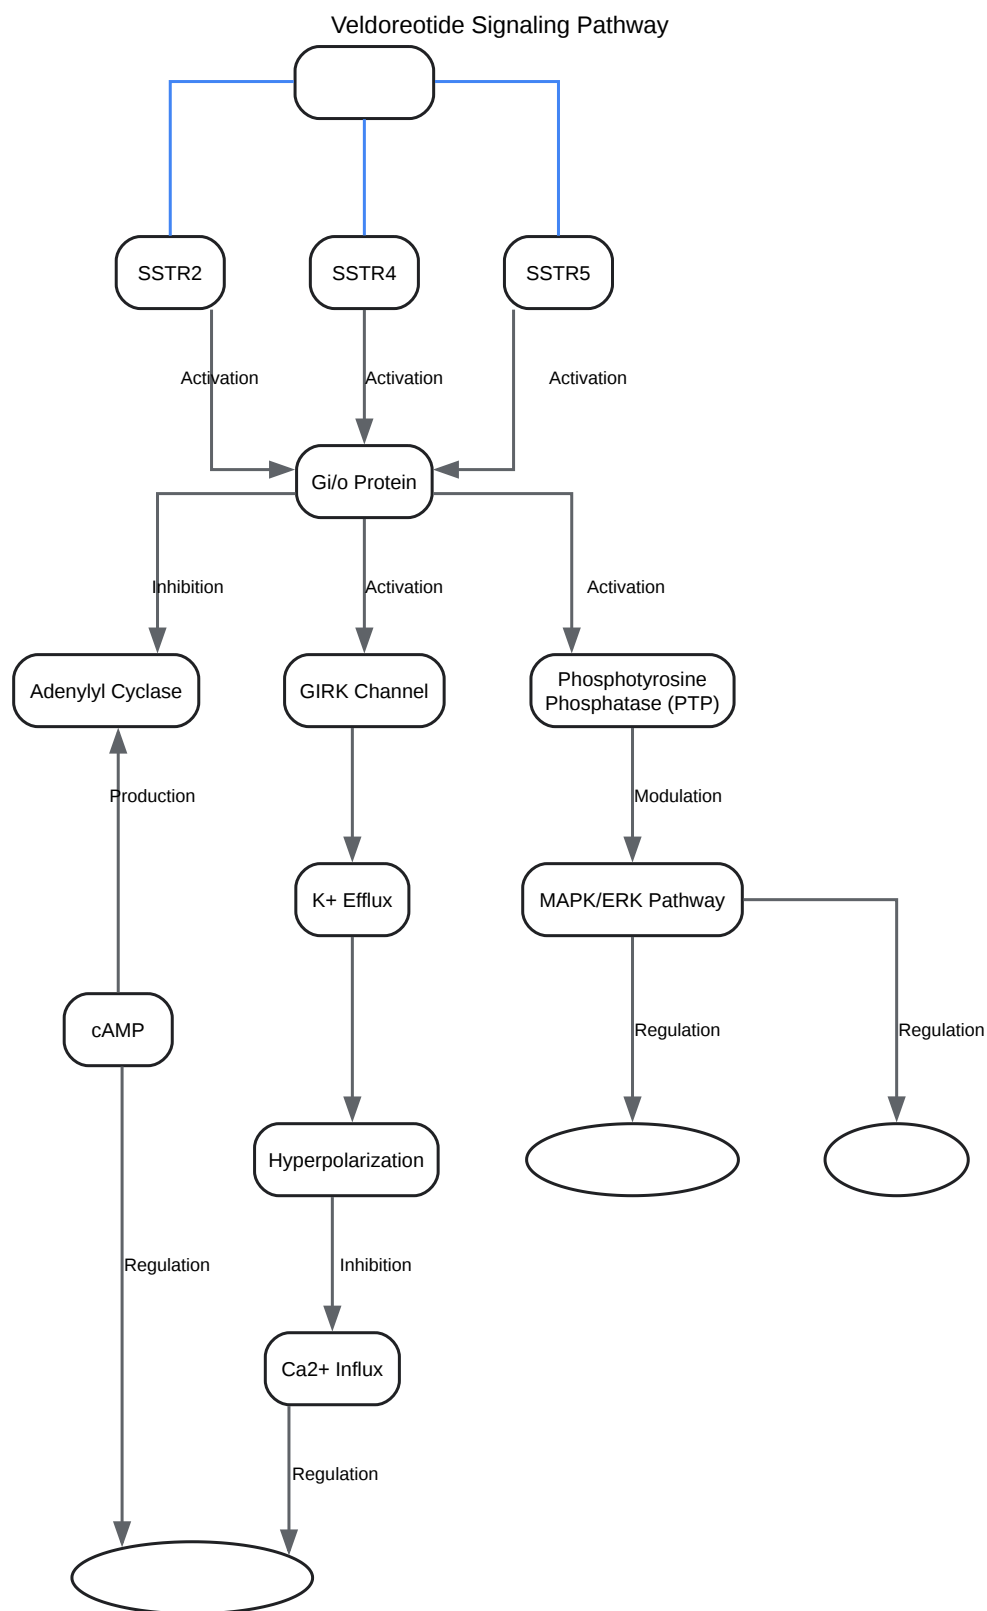 Veldoreotide Signaling Pathway
SSTR2
SSTR4
SSTR5
Activation
Activation
Activation
Gi/o Protein
Inhibition
Activation
Activation
Adenylyl Cyclase
GIRK Channel
Phosphotyrosine
Phosphatase (PTP)
Production
Modulation
K+ Efflux
MAPK/ERK Pathway
cAMP
Regulation
Regulation
Hyperpolarization
Regulation
Inhibition
Ca2+ Influx
Regulation